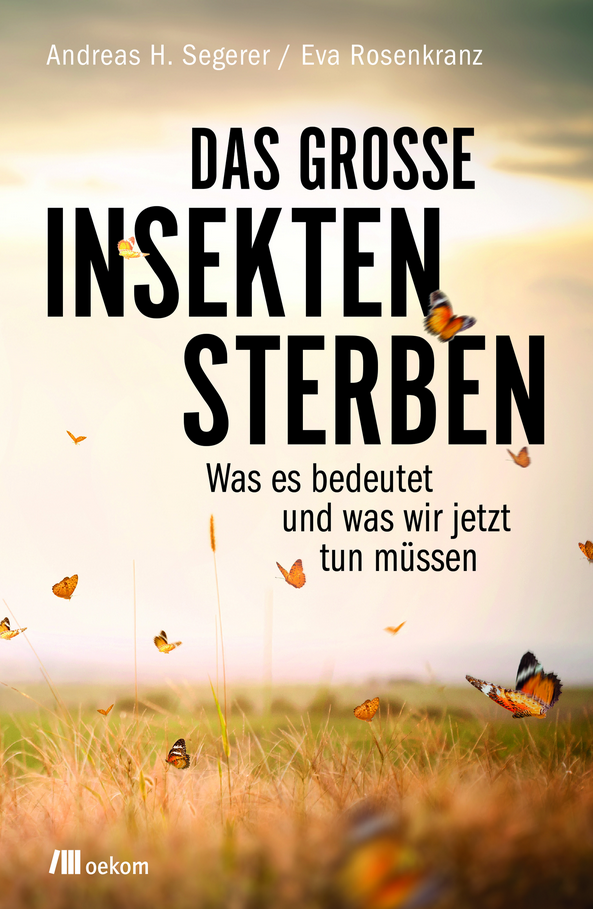 Andreas H. Segerer / Eva Rosenkranz
DAS GROSSE
INSEKTEN
STERBEN
Was es bedeutet
und was wir jetzt
tun müssen
oekom